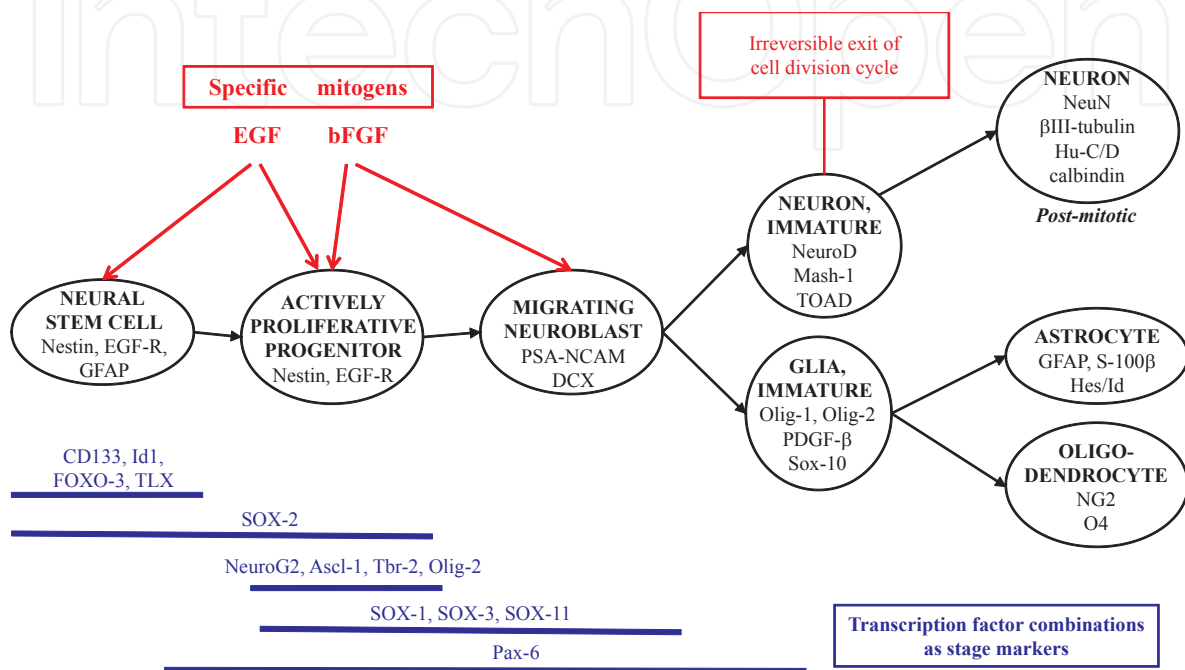 IntechOpen
Specific mitogens
EGF bFGF
Irreversible exit of
cell division cycle
NEURON
NeuN
βIII-tubulin
Hu-C/D
calbindin
Post-mitotic
NEURON,
IMMATURE
NeuroD
Mash-1
TOAD
NEURAL
STEM CELL
Nestin, EGF-R,
GFAP
ACTIVELY
PROLIFERATIVE
PROGENITOR
Nestin, EGF-R
MIGRATING
NEUROBLAST
PSA-NCAM
DCX
GLIA,
IMMATURE
Olig-1, Olig-2
PDGF-β
Sox-10
ASTROCYTE
GFAP, S-100β
Hes/Id
OLIGO-
DENDROCYTE
NG2
O4
CD133, Id1,
FOXO-3, TLX
SOX-2
NeuroG2, Ascl-1, Tbr-2, Olig-2
SOX-1, SOX-3, SOX-11
Pax-6
Transcription factor combinations
as stage markers